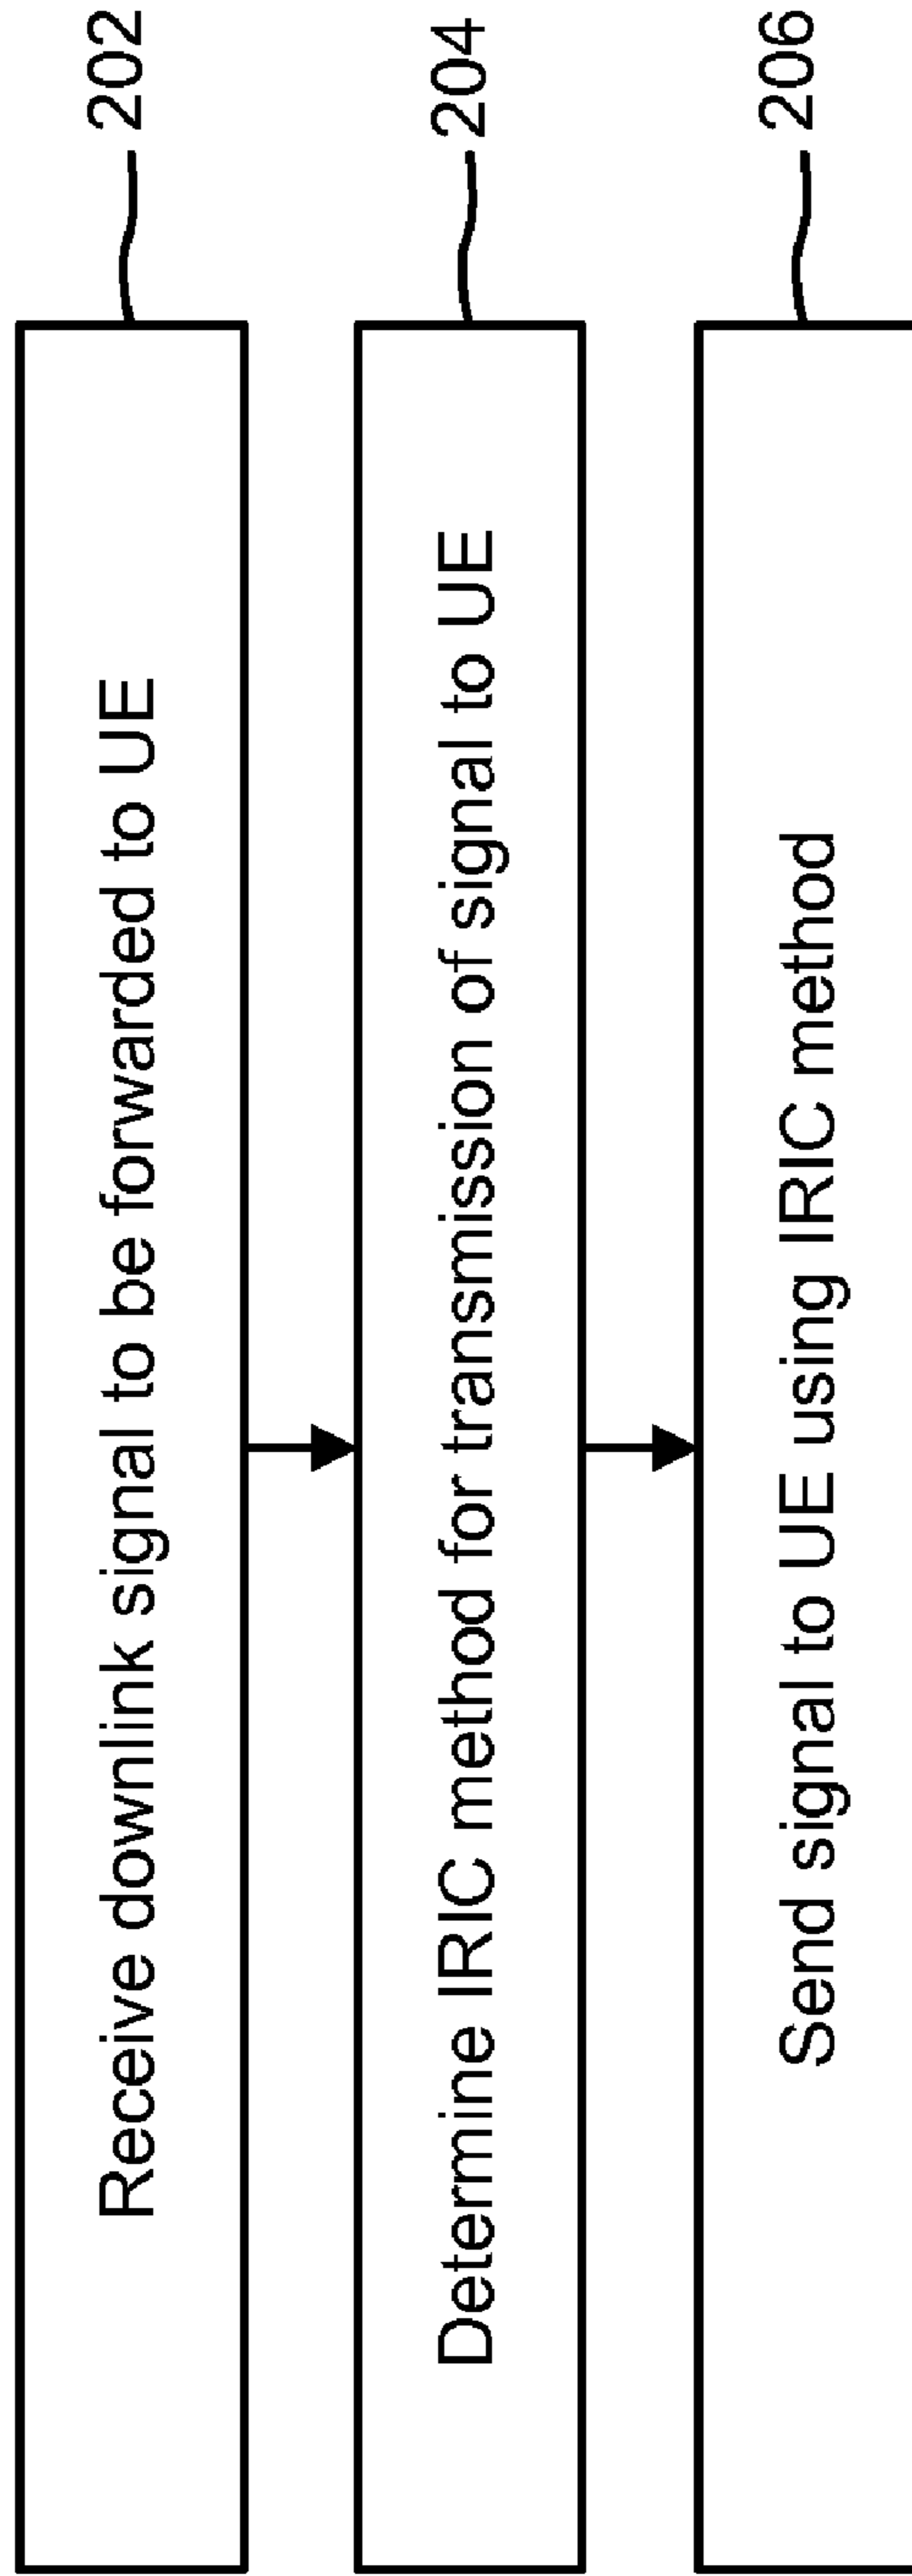 Receive downlink signal to be forwarded to UE
202
Determine IRIC method for transmission of signal to UE
204
Send signal to UE using IRIC method
206